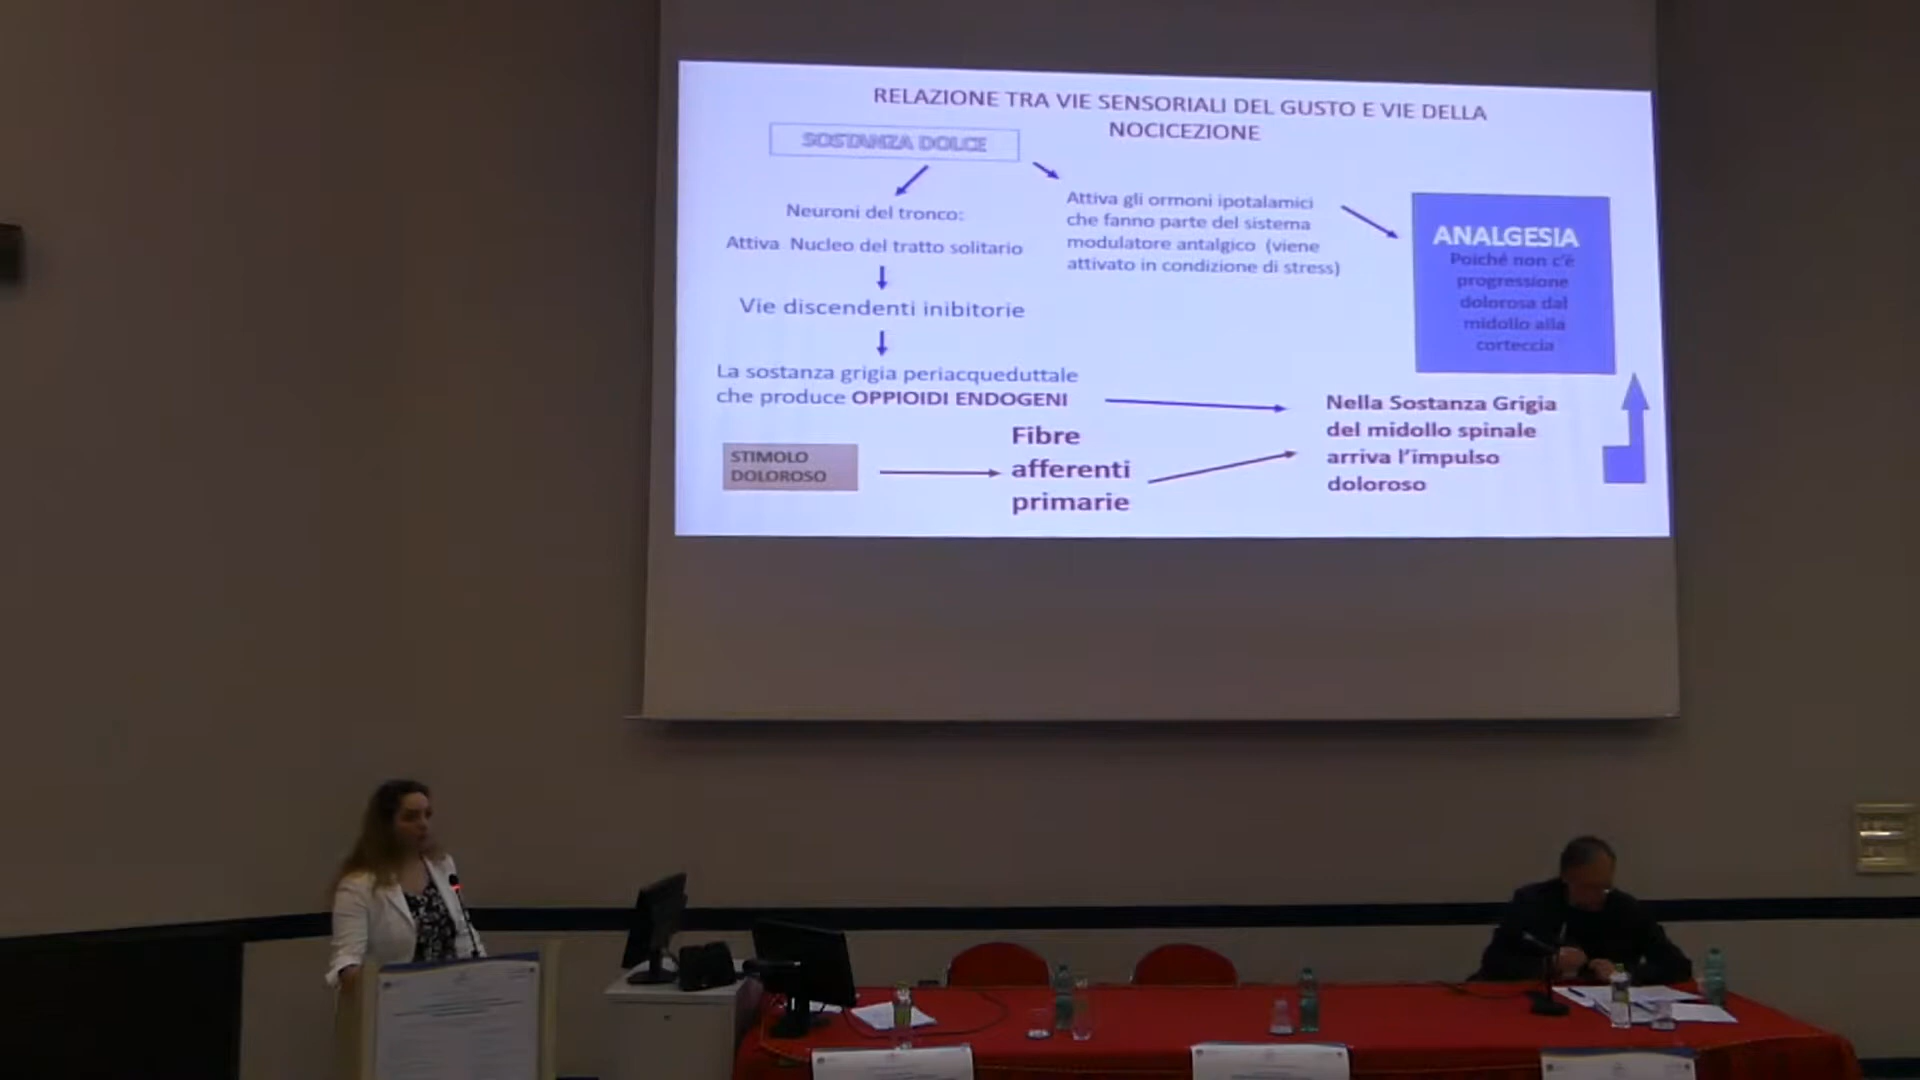 RELAZIONE TRA VIE SENSORIALI DEL GUSTO E VIE DELLA
NOCICEZIONE
SOSTANZA DOLCE
Neuroni del tronco:
Attiva Nucleo del tratto solitario
Vie discendenti inibitorie
La sostanza grigia periacqueduttale
che produce OPPIOIDI ENDOGENI
Attiva gli ormoni ipotalamici
che fanno parte del sistema
modulatore antalgico (viene
attivato in condizione di stress)
ANALGESIA
Poiché non c'è
progressione
dolorosa dal
midollo alla
corteccia
STIMOLO
DOLOROSO
Fibre
afferenti
primarie
Nella Sostanza Grigia
del midollo spinale
arriva l'impulso
doloroso